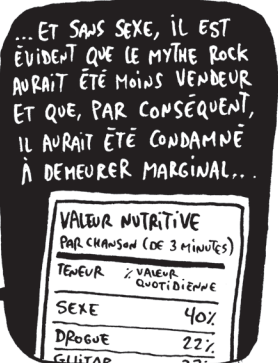 ... ET SANS SEXE, IL EST
ÉVIDENT QUE LE MYTHE ROCK
AURAIT ÉTÉ MOINS VENDEUR
ET QUE, PAR CONSÉQUENT,
IL AURAIT ÉTÉ CONDAMNÉ
À DEMEURER MARGINAL...
VALEUR NUTRITIVE
PAR CHANSON (DE 3 MINUTES)
TENEUR % VALEUR
QUOTIDIENNE
SEXE 40%
DROGUE 22%
GUITAR